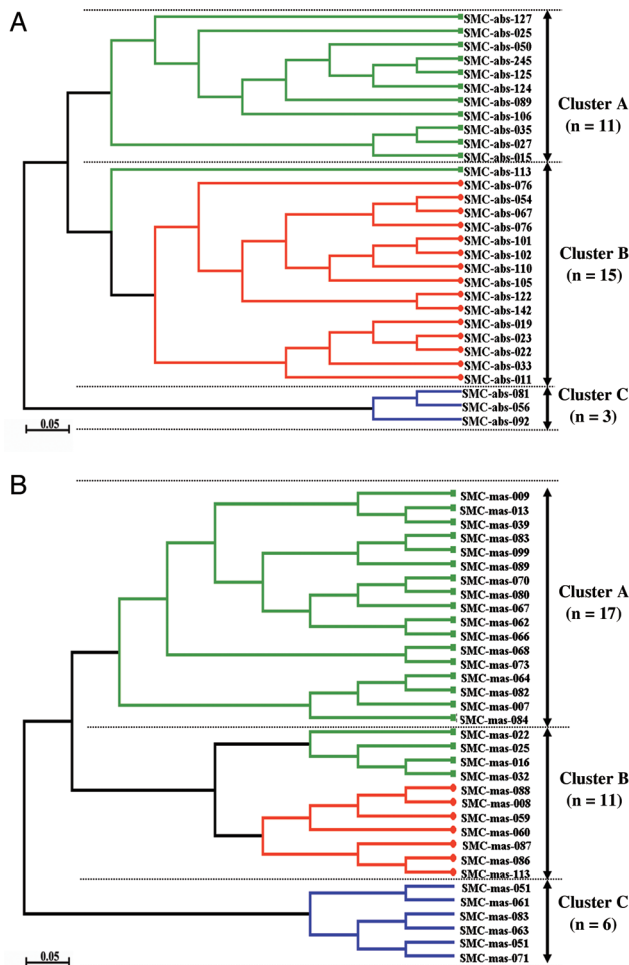 A
SMC-abs-127
SMC-abs-025
SMC-abs-050
SMC-abs-245
SMC-abs-125
SMC-abs-124
SMC-abs-089
SMC-abs-106
SMC-abs-035
SMC-abs-027
SMC-abs-015
Cluster A
(n = 11)
SMC-abs-113
SMC-abs-076
SMC-abs-054
SMC-abs-067
SMC-abs-076
SMC-abs-101
SMC-abs-102
SMC-abs-110
SMC-abs-105
SMC-abs-122
SMC-abs-142
SMC-abs-019
SMC-abs-023
SMC-abs-022
SMC-abs-033
SMC-abs-011
Cluster B
(n = 15)
SMC-abs-081
SMC-abs-056
SMC-abs-092
Cluster C
(n = 3)
0.05
B
SMC-mas-009
SMC-mas-013
SMC-mas-039
SMC-mas-083
SMC-mas-099
SMC-mas-089
SMC-mas-070
SMC-mas-080
SMC-mas-067
SMC-mas-062
SMC-mas-066
SMC-mas-068
SMC-mas-073
SMC-mas-064
SMC-mas-082
SMC-mas-007
SMC-mas-084
Cluster A
(n = 17)
SMC-mas-022
SMC-mas-025
SMC-mas-016
SMC-mas-032
SMC-mas-088
SMC-mas-008
SMC-mas-059
SMC-mas-060
SMC-mas-087
SMC-mas-086
SMC-mas-113
Cluster B
(n = 11)
SMC-mas-051
SMC-mas-061
SMC-mas-083
SMC-mas-063
SMC-mas-051
SMC-mas-071
Cluster C
(n = 6)
0.05